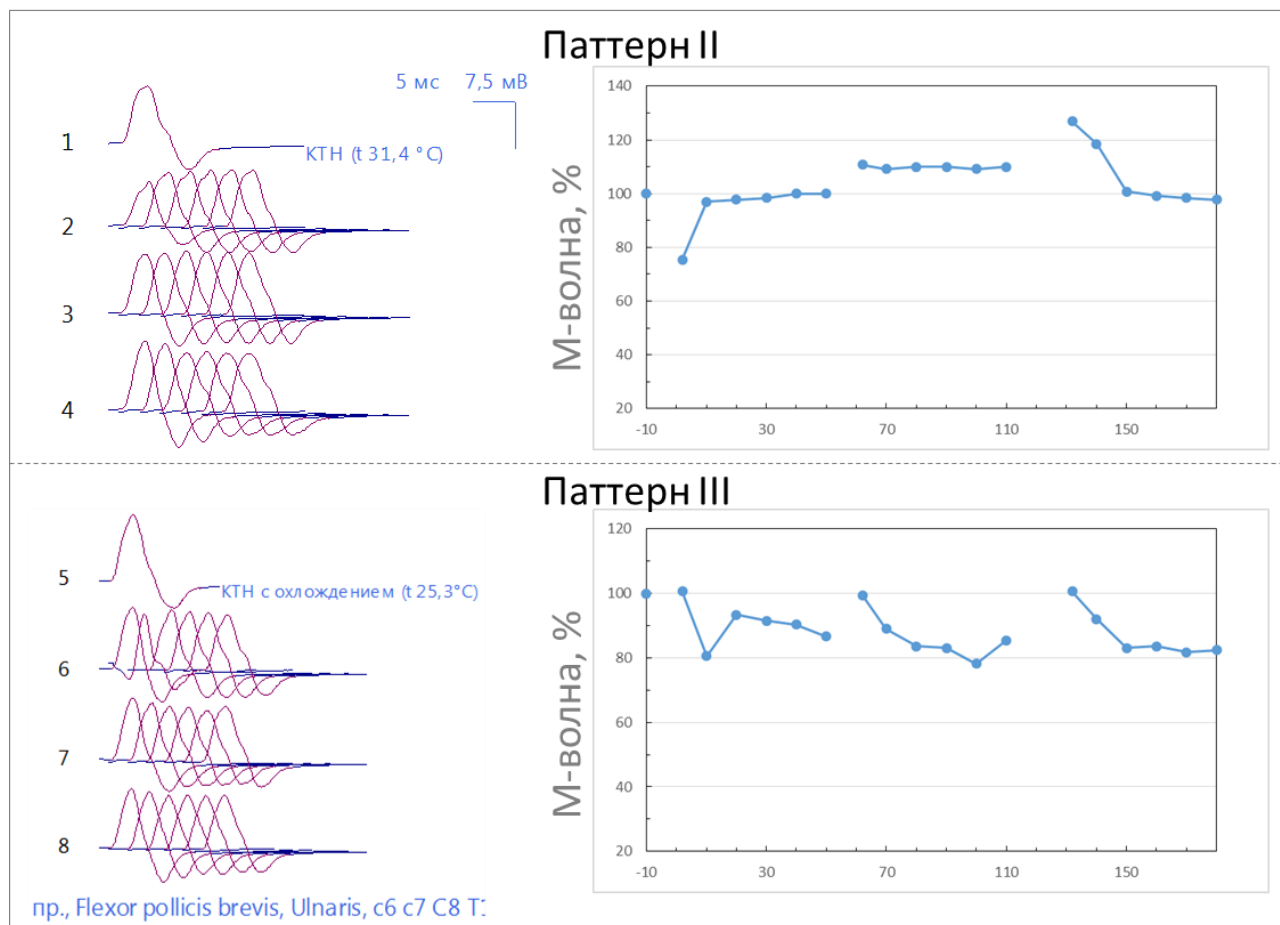 Паттерн II
5 мс 7,5 мВ
1
КТН (t 31,4 °C)
2
3
4
М-волна, %
140
120
100
80
60
40
20
-10 30 70 110 150
Паттерн III
5
КТН с охлождением (t 25,3°C)
6
7
8
М-волна, %
120
100
80
60
40
20
-10 30 70 110 150
пр., Flexor pollicis brevis, Ulnaris, c6 c7 C8 T1